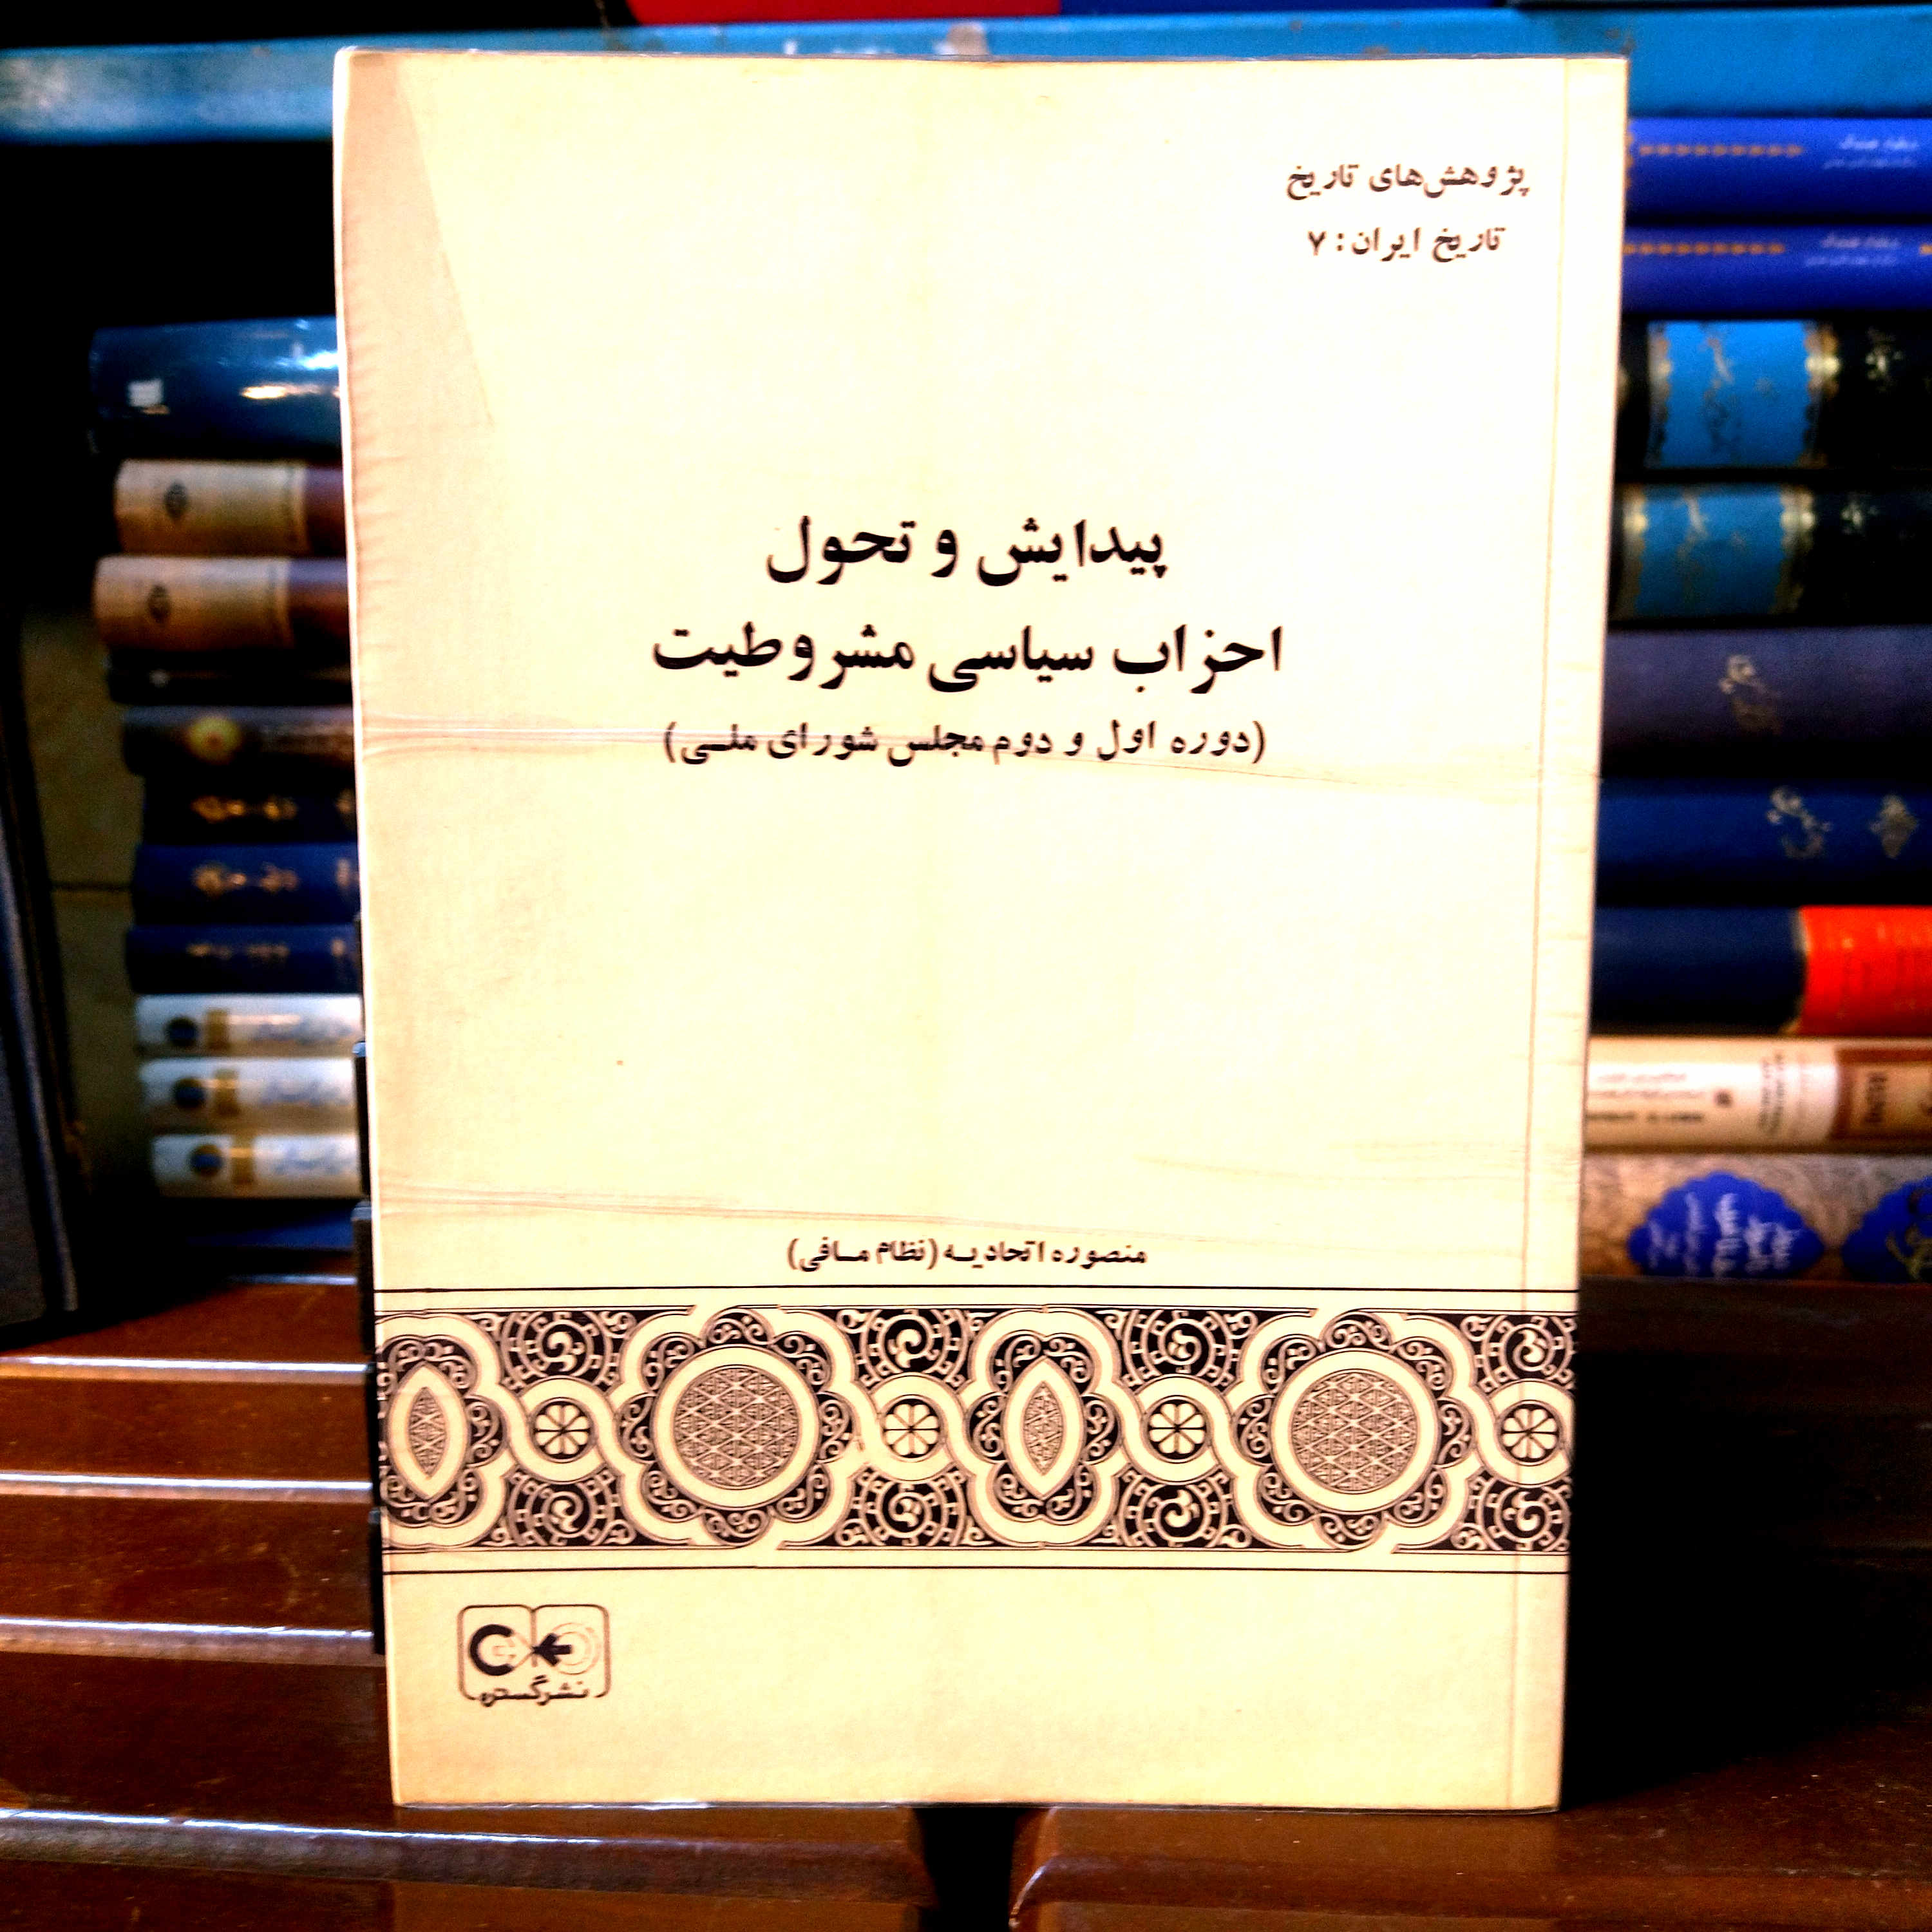 پژوهش‌های تاریخ
تاریخ ایران: ۷
پیدایش و تحول
احزاب سیاسی مشروطیت
(دوره اول و دوم مجلس شورای ملی)
منصوره اتحادیه (نظام مافی)
نشر گستره